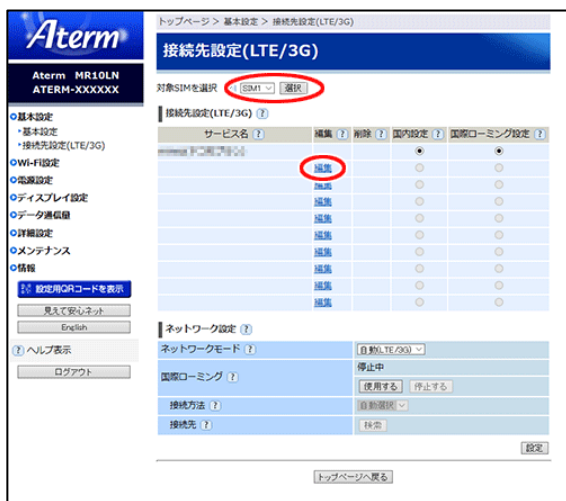 Aterm
Aterm MR10LN
ATERM-XXXXXX
基本設定
基本設定
接続先設定(LTE/3G)
Wi-Fi設定
電源設定
ディスプレイ設定
データ通信量
詳細設定
メンテナンス
情報
設定用QRコードを表示
見えて安心ネット
English
? ヘルプ表示
ログアウト
トップページ > 基本設定 > 接続先設定(LTE/3G)
接続先設定(LTE/3G)
対象SIMを選択 SIM1 選択
接続先設定(LTE/3G) ?
サービス名 ? 編集 ? 削除 ? 国内設定 ? 国際ローミング設定 ?
編集
編集
編集
編集
編集
編集
編集
編集
編集
ネットワーク設定 ?
ネットワークモード ? 自動(LTE/3G)
国際ローミング ? 停止中
使用する 停止する
接続方法 ? 自動選択
接続先 ? 検索
設定
トップページへ戻る